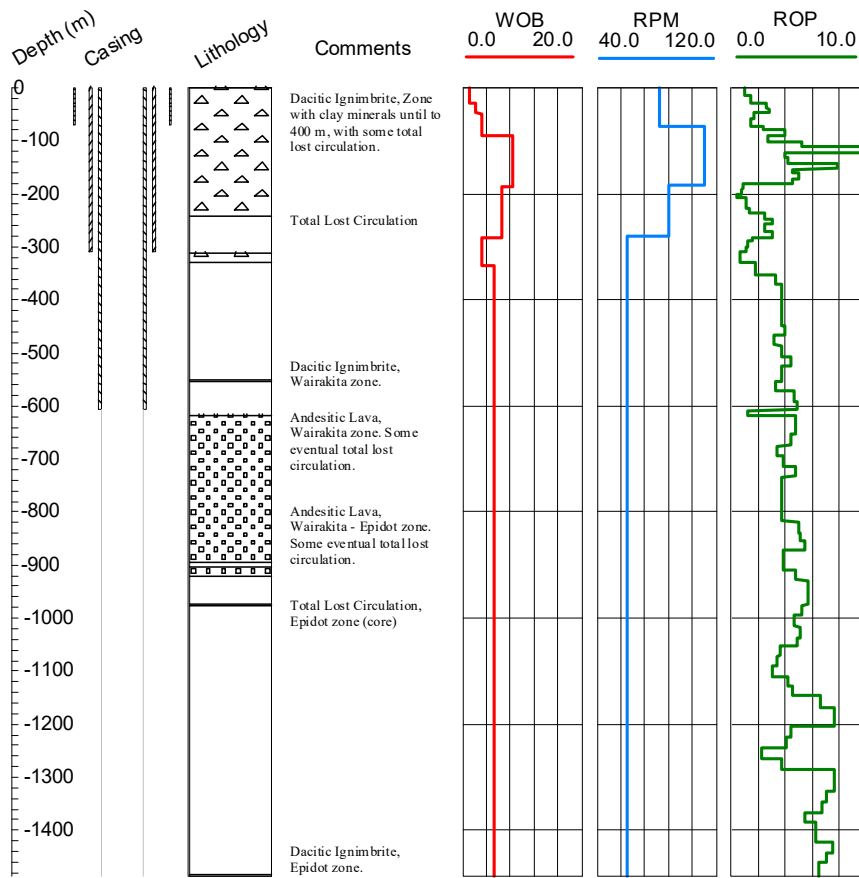 Depth (m)
Casing
Lithology
Comments
WOB
0.0 20.0
RPM
40.0 120.0
ROP
0.0 10.0
0
-100
-200
-300
-400
-500
-600
-700
-800
-900
-1000
-1100
-1200
-1300
-1400
Dacitic Ignimbrite, Zone
with clay minerals until to
400 m, with some total
lost circulation.
Total Lost Circulation
Dacitic Ignimbrite,
Wairakita zone.
Andesitic Lava,
Wairakita zone. Some
eventual total lost
circulation.
Andesitic Lava,
Wairakita - Epidot zone.
Some eventual total lost
circulation.
Total Lost Circulation,
Epidot zone (core)
Dacitic Ignimbrite,
Epidot zone.